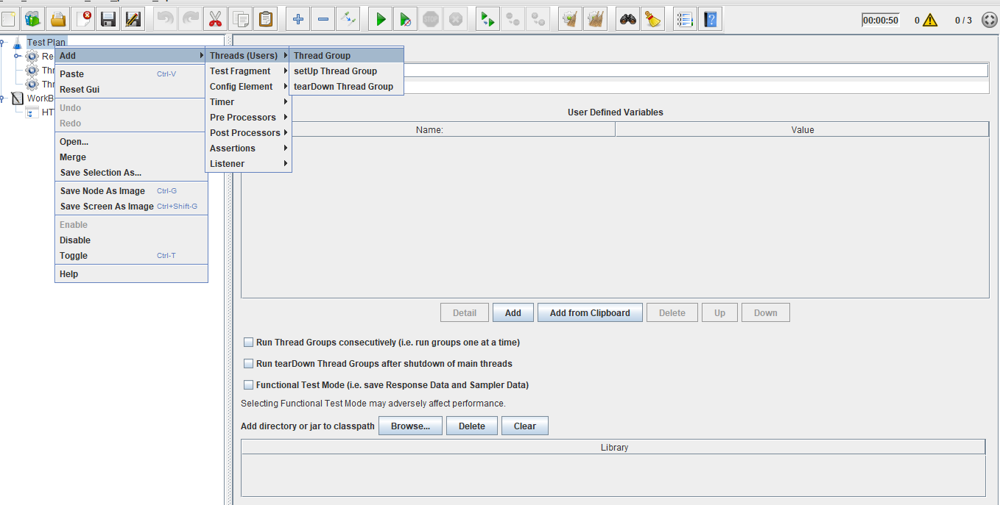 00:00:50 0 0 / 3
Test Plan
Re
Thr
Thr
WorkB
HT
Add
Paste Ctrl-V
Reset Gui
Undo
Redo
Open...
Merge
Save Selection As...
Save Node As Image Ctrl-G
Save Screen As Image Ctrl+Shift-G
Enable
Disable
Toggle Ctrl-T
Help
Threads (Users)
Test Fragment
Config Element
Timer
Pre Processors
Post Processors
Assertions
Listener
Thread Group
setUp Thread Group
tearDown Thread Group
User Defined Variables
Name: Value
Detail Add Add from Clipboard Delete Up Down
Run Thread Groups consecutively (i.e. run groups one at a time)
Run tearDown Thread Groups after shutdown of main threads
Functional Test Mode (i.e. save Response Data and Sampler Data)
Selecting Functional Test Mode may adversely affect performance.
Add directory or jar to classpath Browse... Delete Clear
Library